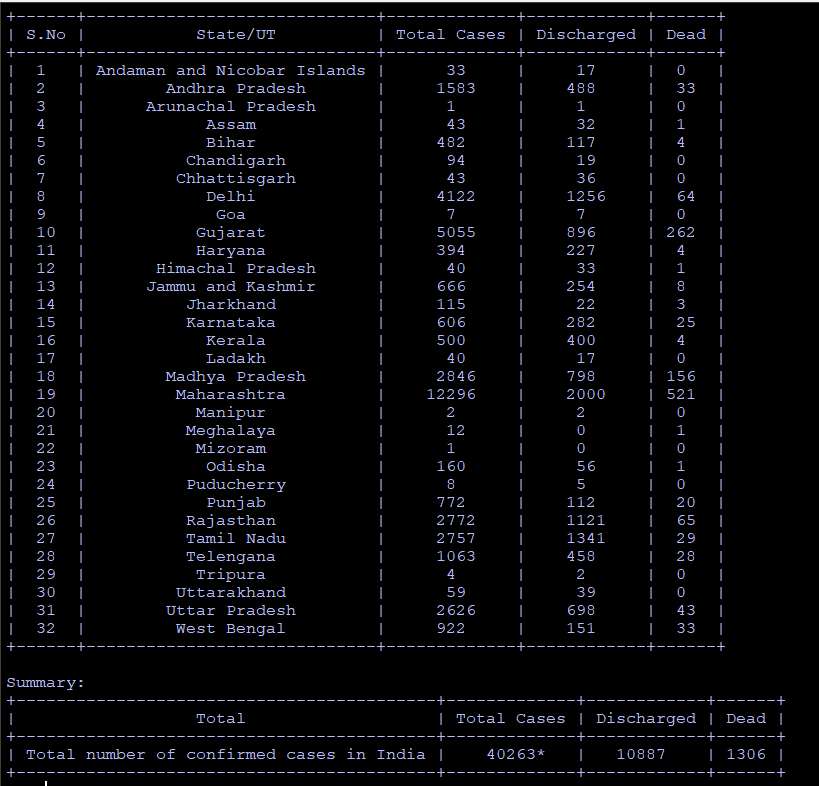 S.No | State/UT | Total Cases | Discharged | Dead
1 | Andaman and Nicobar Islands | 33 | 17 | 0
2 | Andhra Pradesh | 1583 | 488 | 33
3 | Arunachal Pradesh | 1 | 1 | 0
4 | Assam | 43 | 32 | 1
5 | Bihar | 482 | 117 | 4
6 | Chandigarh | 94 | 19 | 0
7 | Chhattisgarh | 43 | 36 | 0
8 | Delhi | 4122 | 1256 | 64
9 | Goa | 7 | 7 | 0
10 | Gujarat | 5055 | 896 | 262
11 | Haryana | 394 | 227 | 4
12 | Himachal Pradesh | 40 | 33 | 1
13 | Jammu and Kashmir | 666 | 254 | 8
14 | Jharkhand | 115 | 22 | 3
15 | Karnataka | 606 | 282 | 25
16 | Kerala | 500 | 400 | 4
17 | Ladakh | 40 | 17 | 0
18 | Madhya Pradesh | 2846 | 798 | 156
19 | Maharashtra | 12296 | 2000 | 521
20 | Manipur | 2 | 2 | 0
21 | Meghalaya | 12 | 0 | 1
22 | Mizoram | 1 | 0 | 0
23 | Odisha | 160 | 56 | 1
24 | Puducherry | 8 | 5 | 0
25 | Punjab | 772 | 112 | 20
26 | Rajasthan | 2772 | 1121 | 65
27 | Tamil Nadu | 2757 | 1341 | 29
28 | Telengana | 1063 | 458 | 28
29 | Tripura | 4 | 2 | 0
30 | Uttarakhand | 59 | 39 | 0
31 | Uttar Pradesh | 2626 | 698 | 43
32 | West Bengal | 922 | 151 | 33
Summary:
Total | Total Cases | Discharged | Dead
Total number of confirmed cases in India | 40263* | 10887 | 1306